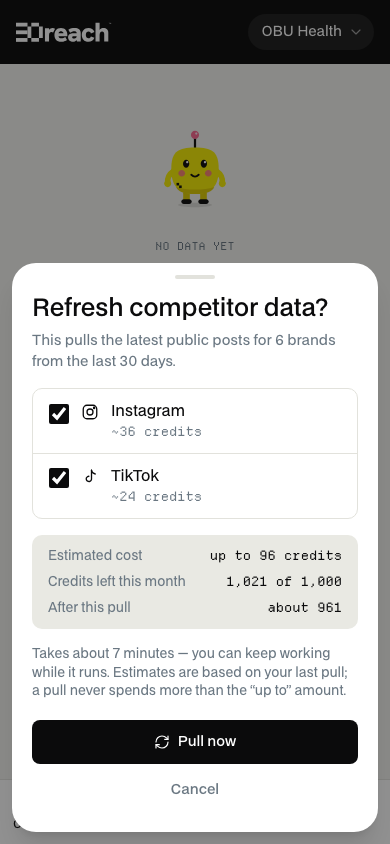 reach
OBU Health
NO DATA YET
Refresh competitor data?
This pulls the latest public posts for 6 brands
from the last 30 days.
Instagram
~36 credits
TikTok
~24 credits
Estimated cost up to 96 credits
Credits left this month 1,021 of 1,000
After this pull about 961
Takes about 7 minutes — you can keep working
while it runs. Estimates are based on your last pull;
a pull never spends more than the “up to” amount.
Pull now
Cancel